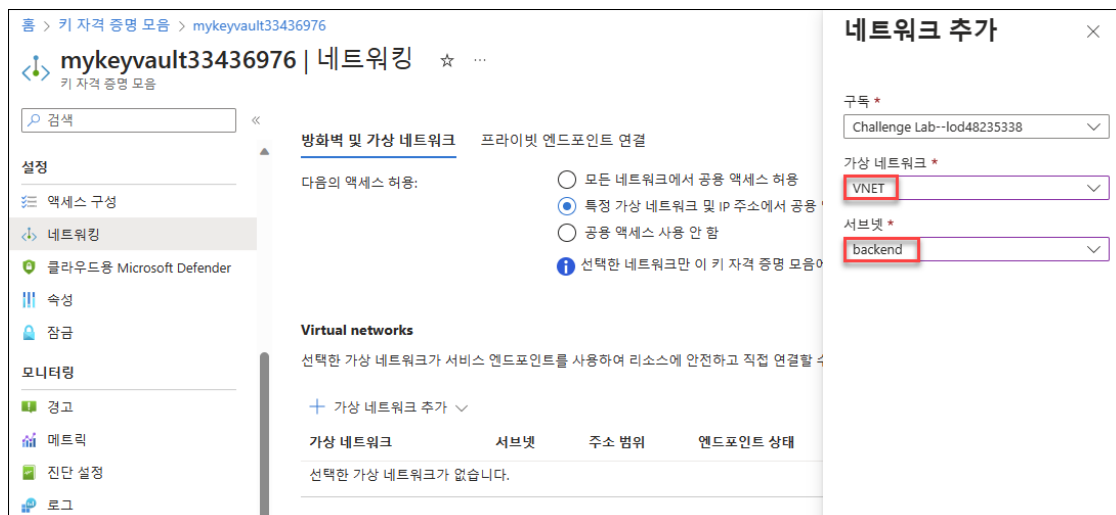 홈 > 키 자격 증명 모음 > mykeyvault33436976
mykeyvault33436976 | 네트워킹 ☆ ...
키 자격 증명 모음
검색
«
설정
액세스 구성
네트워킹
클라우드용 Microsoft Defender
속성
잠금
모니터링
경고
메트릭
진단 설정
로그
방화벽 및 가상 네트워크 프라이빗 엔드포인트 연결
다음의 액세스 허용:
모든 네트워크에서 공용 액세스 허용
특정 가상 네트워크 및 IP 주소에서 공용
공용 액세스 사용 안 함
선택한 네트워크만 이 키 자격 증명 모음에
Virtual networks
선택한 가상 네트워크가 서비스 엔드포인트를 사용하여 리소스에 안전하고 직접 연결할
+ 가상 네트워크 추가
가상 네트워크 서브넷 주소 범위 엔드포인트 상태
선택한 가상 네트워크가 없습니다.
네트워크 추가
구독 *
Challenge Lab--lod48235338
가상 네트워크 *
VNET
서브넷 *
backend